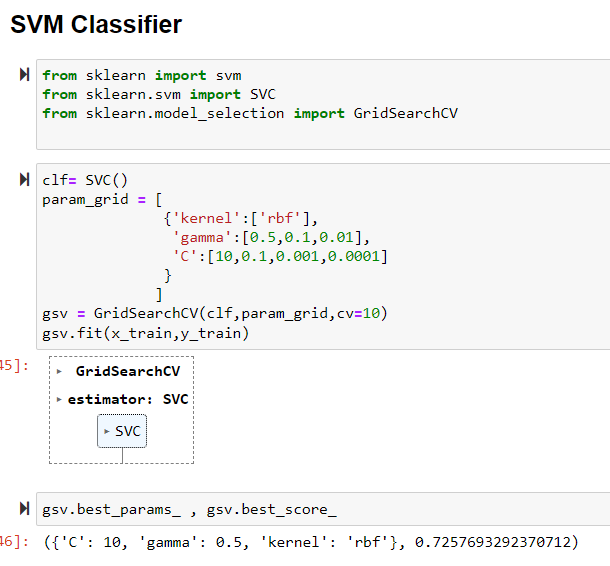 SVM Classifier
from sklearn import svm
from sklearn.svm import SVC
from sklearn.model_selection import GridSearchCV
clf= SVC()
param_grid = [
{'kernel':['rbf'],
'gamma':[0.5,0.1,0.01],
'C':[10,0.1,0.001,0.0001]
}
]
gsv = GridSearchCV(clf,param_grid,cv=10)
gsv.fit(x_train,y_train)
45]:
GridSearchCV
estimator: SVC
SVC
gsv.best_params_ , gsv.best_score_
46]: ({'C': 10, 'gamma': 0.5, 'kernel': 'rbf'}, 0.7257693292370712)